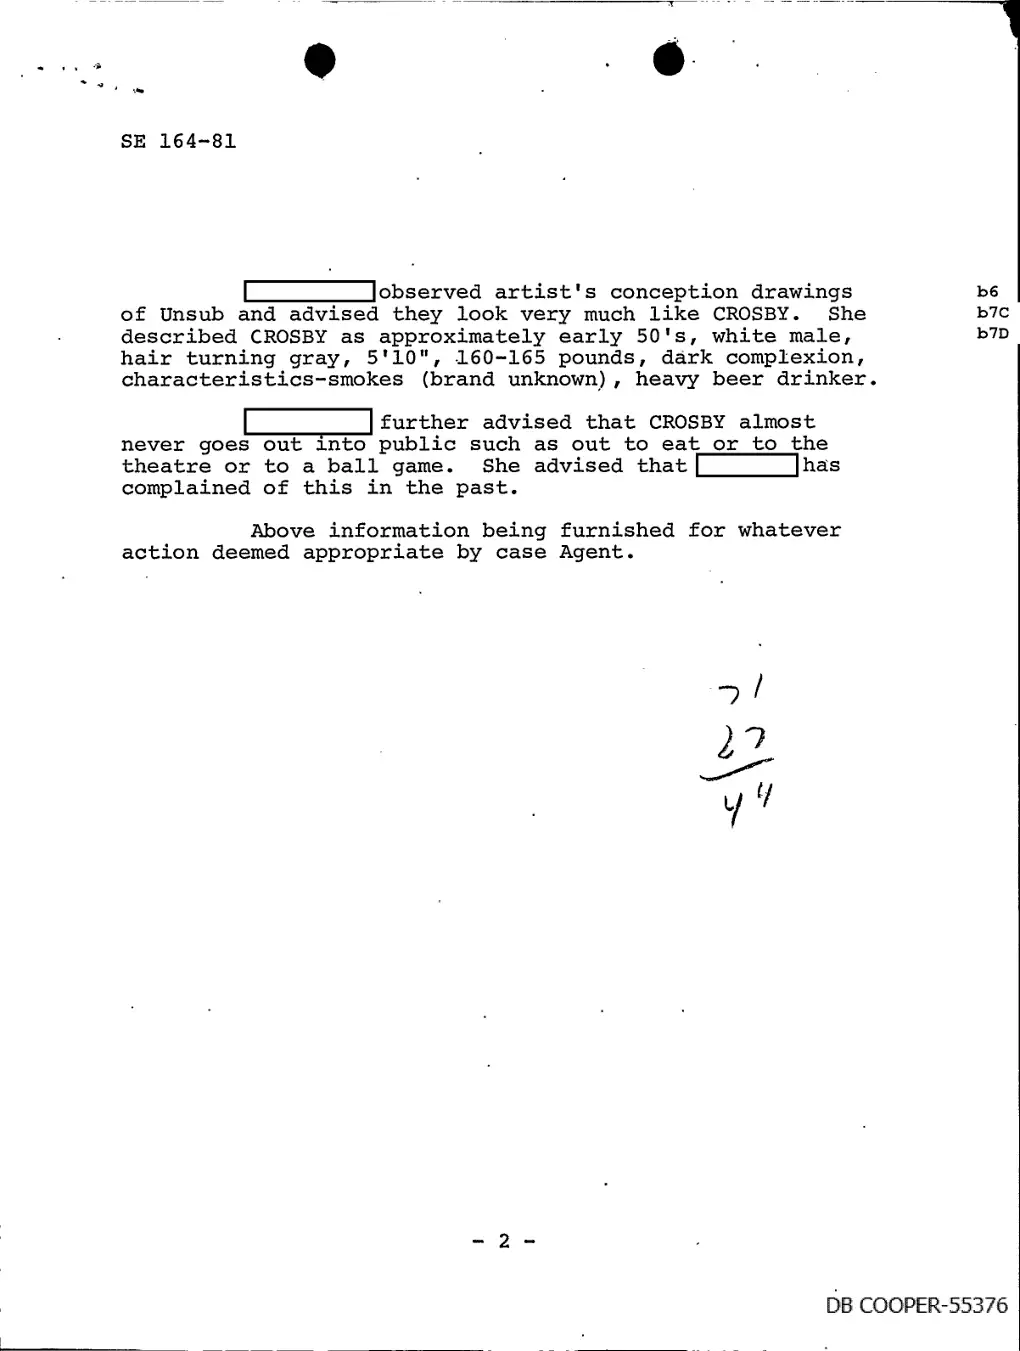 SE 164-81
observed artist's conception drawings b6
of Unsub and advised they look very much like CROSBY. She b7C
described CROSBY as approximately early 50's, white male, b7D
hair turning gray, 5'10", 160-165 pounds, dark complexion,
characteristics-smokes (brand unknown), heavy beer drinker.
further advised that CROSBY almost
never goes out into public such as out to eat or to the
theatre or to a ball game. She advised that has
complained of this in the past.
Above information being furnished for whatever
action deemed appropriate by case Agent.
71
27
44
- 2 -
DB COOPER-55376